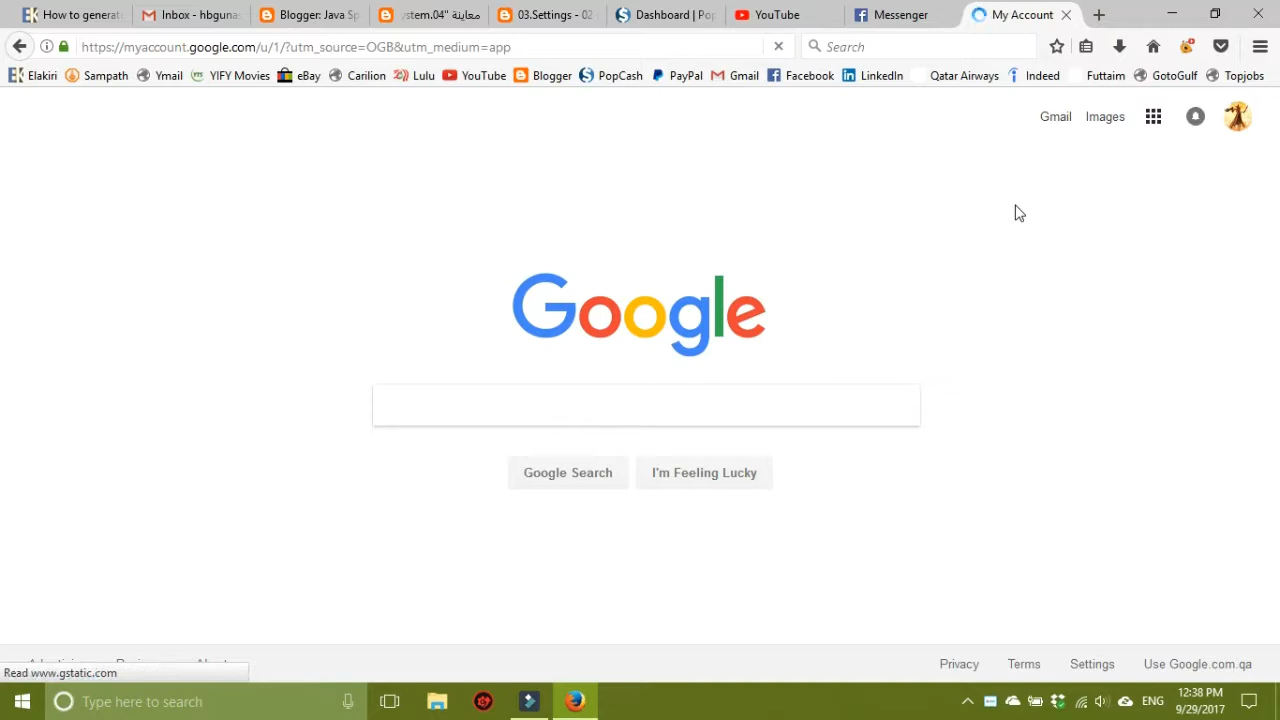 How to generat
Inbox - hbguna
Blogger: Java Sp
معاينة "04.ystem
03.Settings - 02
Dashboard | Pop
YouTube
Messenger
My Account
https://myaccount.google.com/u/1/?utm_source=OGB&utm_medium=app
Search
Elakiri
Sampath
Ymail
YIFY Movies
eBay
Carilion
Lulu
YouTube
Blogger
PopCash
PayPal
Gmail
Facebook
LinkedIn
Qatar Airways
Indeed
Futtaim
GotoGulf
Topjobs
Gmail
Images
Google
Google Search
I'm Feeling Lucky
Read www.gstatic.com
Privacy
Terms
Settings
Use Google.com.qa
Type here to search
ENG
12:38 PM
9/29/2017